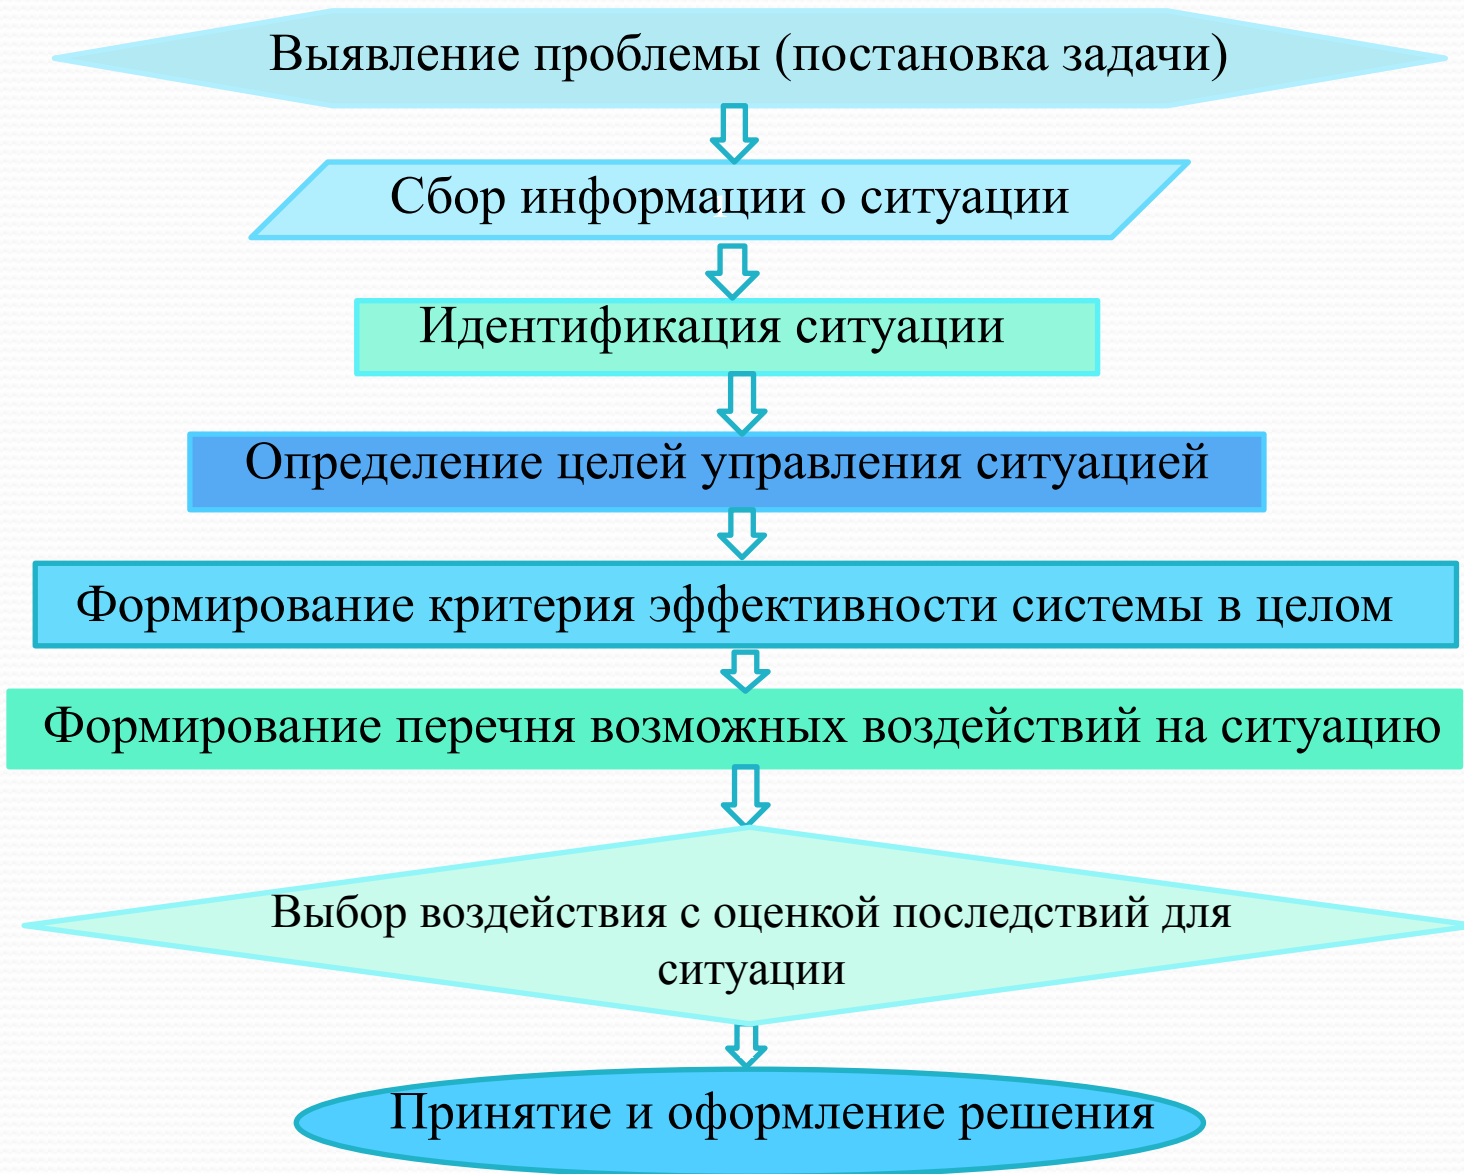 Выявление проблемы (постановка задачи)
Сбор информации о ситуации
Идентификация ситуации
Определение целей управления ситуацией
Формирование критерия эффективности системы в целом
Формирование перечня возможных воздействий на ситуацию
Выбор воздействия с оценкой последствий для
ситуации
Принятие и оформление решения